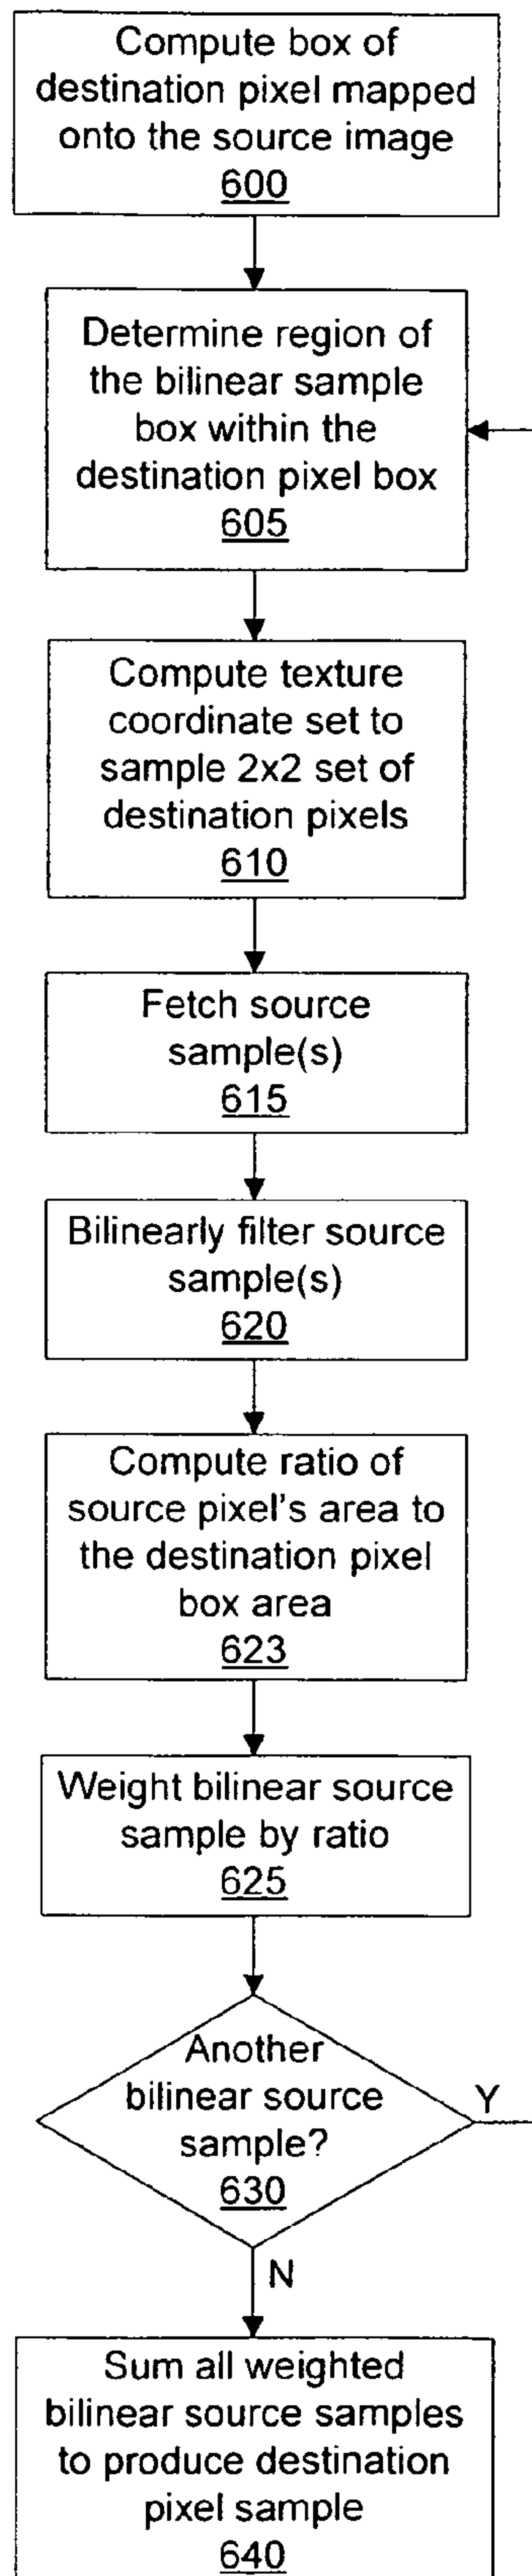 Compute box of
destination pixel mapped
onto the source image
600
Determine region of
the bilinear sample
box within the
destination pixel box
605
Compute texture
coordinate set to
sample 2x2 set of
destination pixels
610
Fetch source
sample(s)
615
Bilinearly filter source
sample(s)
620
Compute ratio of
source pixel's area to
the destination pixel
box area
623
Weight bilinear source
sample by ratio
625
Another
bilinear source
sample?
630
Y
N
Sum all weighted
bilinear source samples
to produce destination
pixel sample
640